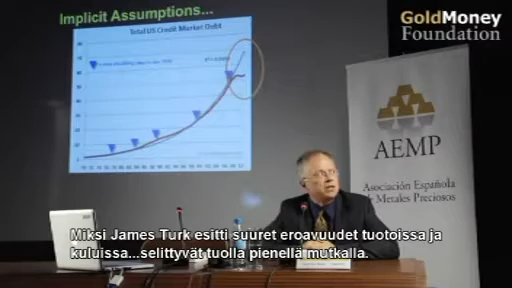 Implicit Assumptions...
GoldMoney
Foundation
Total US Credit Market Debt
AEMP
Asociación Española
de Metales Preciosos
Miksi James Turk esitti suuret eroavuudet tuotoissa ja
kuluissa...selittyvät tuolla pienellä mutkalla.